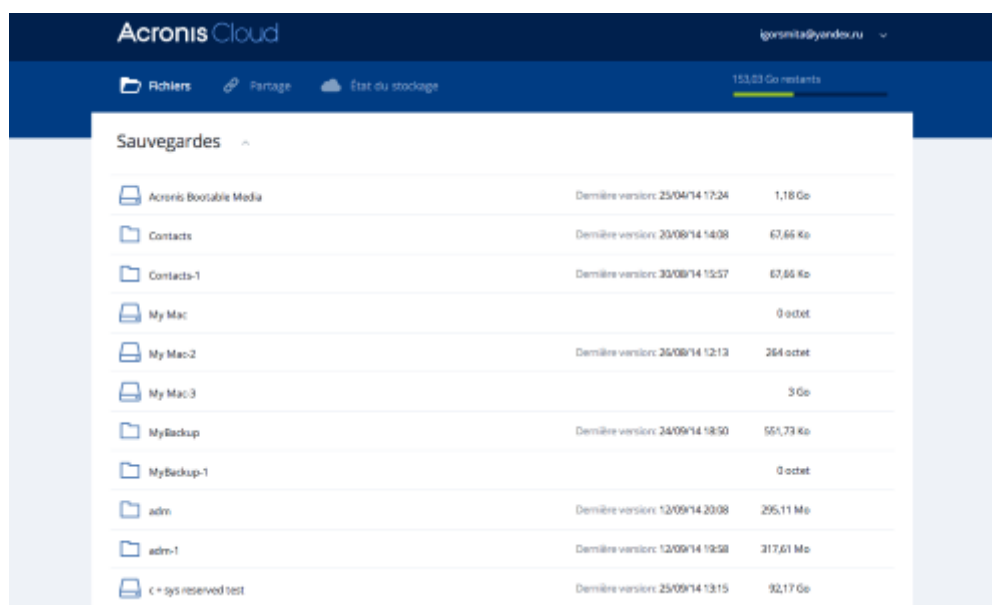 Acronis Cloud
igorsmita@yandex.ru
Fichiers Partage État du stockage
153,03 Go restants
Sauvegardes
Acronis Bootable Media Dernière version: 25/04/14 17:24 1,18 Go
Contacts Dernière version: 20/08/14 14:08 67,66 Ko
Contacts-1 Dernière version: 30/08/14 15:57 67,66 Ko
My Mac 0 octet
My Mac-2 Dernière version: 26/08/14 12:13 264 octet
My Mac-3 3 Go
MyBackup Dernière version: 24/09/14 18:50 551,73 Ko
MyBackup-1 0 octet
adm Dernière version: 12/09/14 20:08 295,11 Mo
adm-1 Dernière version: 12/09/14 19:58 317,61 Mo
c + sys reserved test Dernière version: 25/09/14 13:15 92,17 Go